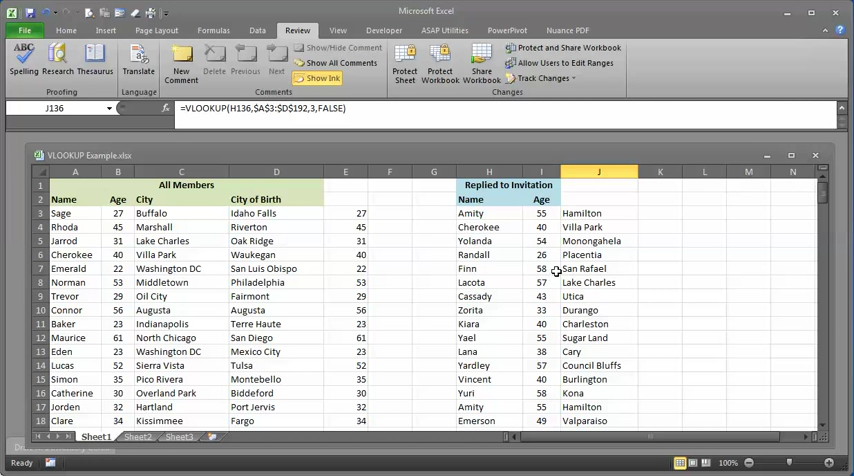 Microsoft Excel
File Home Insert Page Layout Formulas Data Review View Developer ASAP Utilities PowerPivot Nuance PDF
Spelling Research Thesaurus
Proofing
Translate
Language
New Comment
Delete Previous
Show/Hide Comment
Show All Comments
Show Ink
Comments
Protect Sheet
Protect Workbook
Share Workbook
Protect and Share Workbook
Allow Users to Edit Ranges
Track Changes
Changes
J136 fx =VLOOKUP(H136,$A$3:$D$192,3,FALSE)
VLOOKUP Example.xlsx
A B C D E F G H I J K L M N
1 All Members Replied to Invitation
2 Name Age City City of Birth Name Age
3 Sage 27 Buffalo Idaho Falls 27 Amity 55 Hamilton
4 Rhoda 45 Marshall Riverton 45 Cherokee 40 Villa Park
5 Jarrod 31 Lake Charles Oak Ridge 31 Yolanda 54 Monongahela
6 Cherokee 40 Villa Park Waukegan 40 Randall 26 Placentia
7 Emerald 22 Washington DC San Luis Obispo 22 Finn 58 San Rafael
8 Norman 53 Middletown Philadelphia 53 Lacota 57 Lake Charles
9 Trevor 29 Oil City Fairmont 29 Cassady 43 Utica
10 Connor 56 Augusta Augusta 56 Zorita 33 Durango
11 Baker 23 Indianapolis Terre Haute 23 Kiara 40 Charleston
12 Maurice 61 North Chicago San Diego 61 Yael 55 Sugar Land
13 Eden 23 Washington DC Mexico City 23 Lana 38 Cary
14 Lucas 52 Sierra Vista Tulsa 52 Yardley 57 Council Bluffs
15 Simon 35 Pico Rivera Montebello 35 Vincent 40 Burlington
16 Catherine 30 Overland Park Biddeford 30 Yuri 58 Kona
17 Jorden 32 Hartland Port Jervis 32 Amity 55 Hamilton
18 Clare 34 Kissimmee Fargo 34 Emerson 49 Valparaiso
Sheet1 Sheet2 Sheet3
Ready 100%